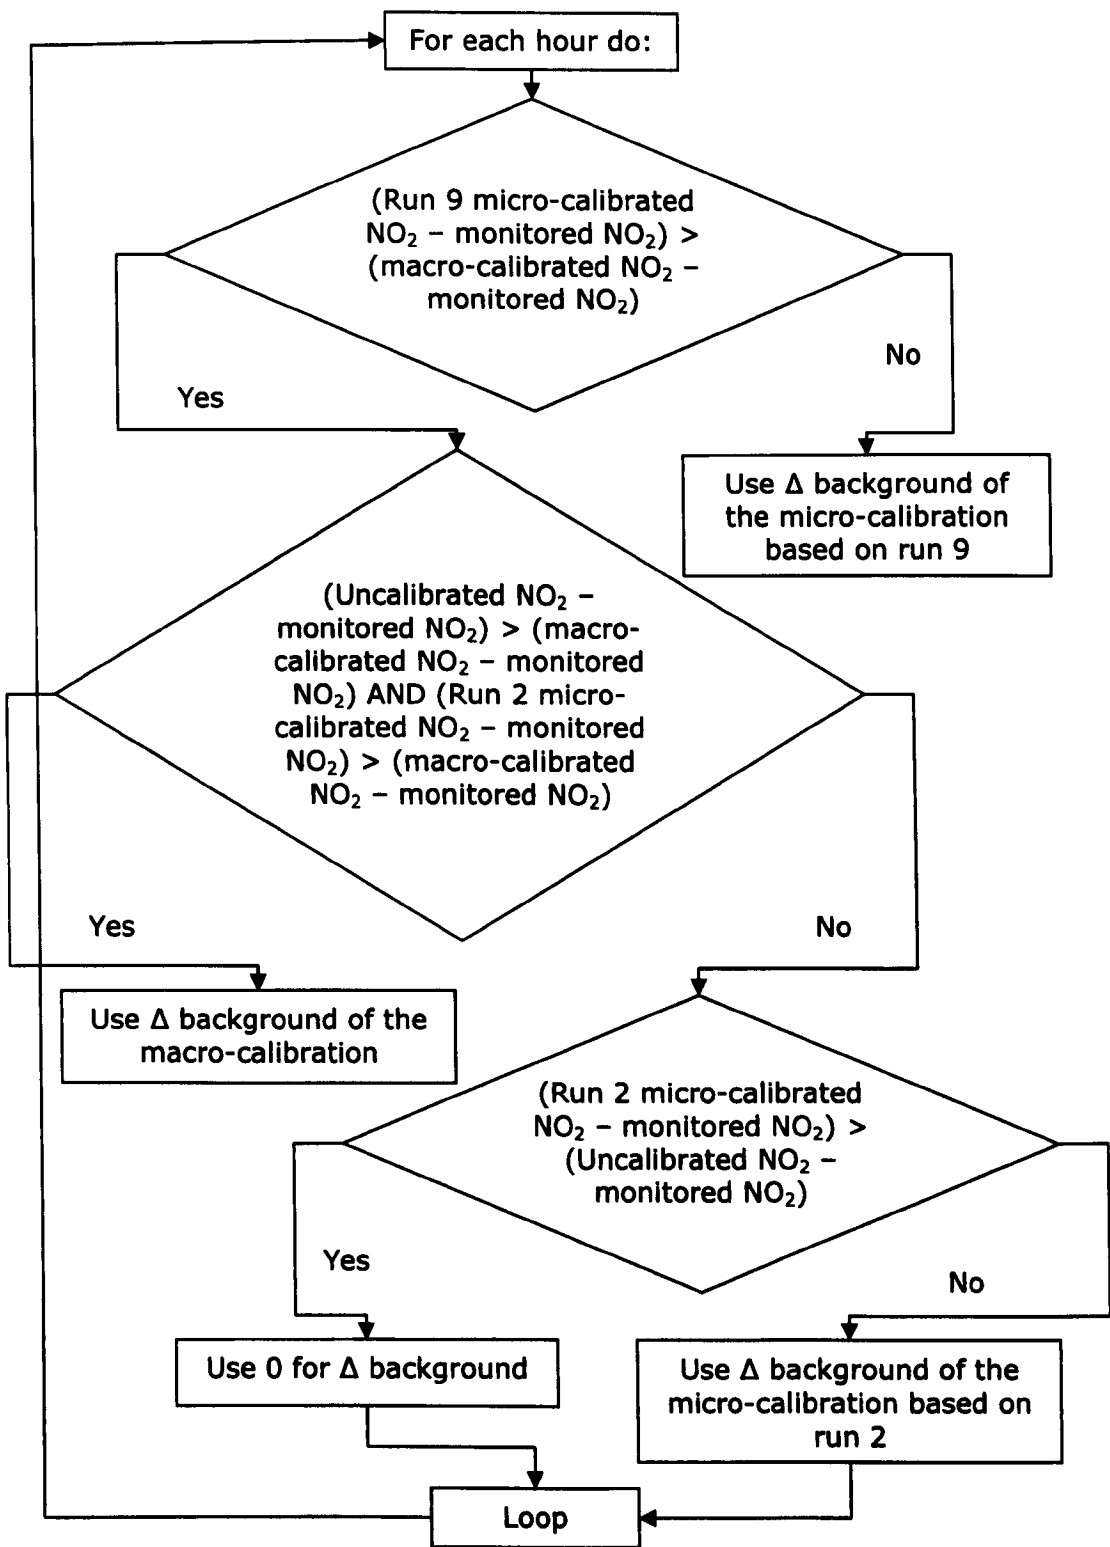 For each hour do:
(Run 9 micro-calibrated
NO₂ – monitored NO₂) >
(macro-calibrated NO₂ –
monitored NO₂)
No
Yes
Use Δ background of
the micro-calibration
based on run 9
(Uncalibrated NO₂ –
monitored NO₂) > (macro-
calibrated NO₂ – monitored
NO₂) AND (Run 2 micro-
calibrated NO₂ – monitored
NO₂) > (macro-calibrated
NO₂ – monitored NO₂)
Yes
No
Use Δ background of the
macro-calibration
(Run 2 micro-calibrated
NO₂ – monitored NO₂) >
(Uncalibrated NO₂ –
monitored NO₂)
Yes
No
Use 0 for Δ background
Use Δ background of the
micro-calibration based on
run 2
Loop